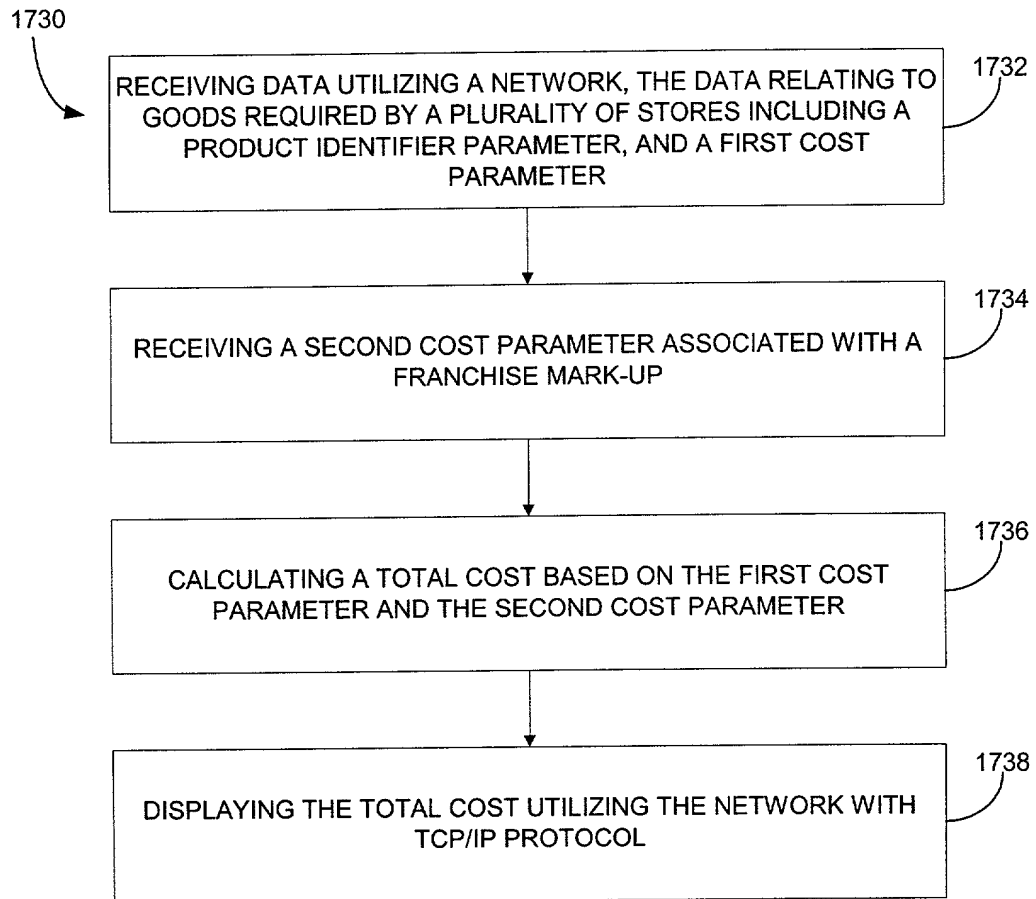 1730
1732
RECEIVING DATA UTILIZING A NETWORK, THE DATA RELATING TO
GOODS REQUIRED BY A PLURALITY OF STORES INCLUDING A
PRODUCT IDENTIFIER PARAMETER, AND A FIRST COST
PARAMETER
1734
RECEIVING A SECOND COST PARAMETER ASSOCIATED WITH A
FRANCHISE MARK-UP
1736
CALCULATING A TOTAL COST BASED ON THE FIRST COST
PARAMETER AND THE SECOND COST PARAMETER
1738
DISPLAYING THE TOTAL COST UTILIZING THE NETWORK WITH
TCP/IP PROTOCOL